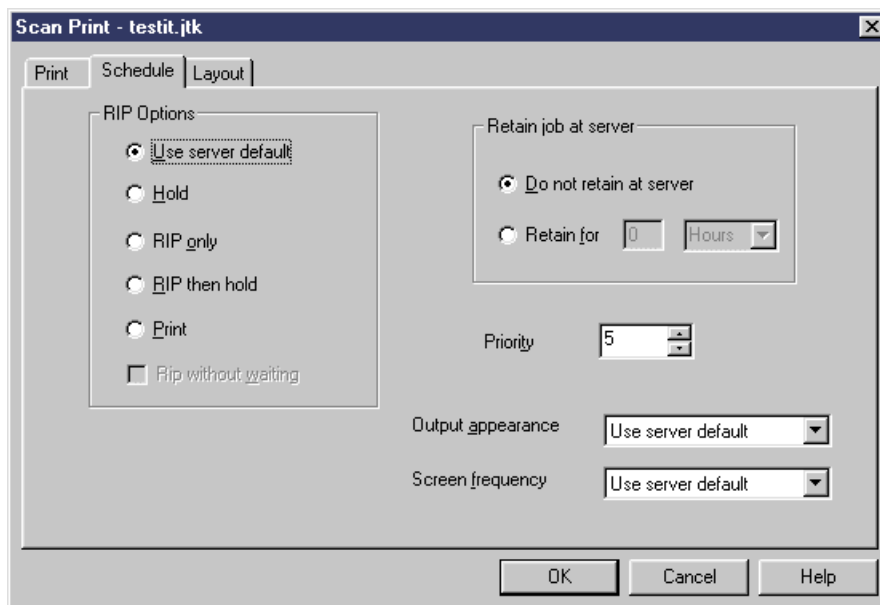 Scan Print - testit.jtk
Print
Schedule
Layout
RIP Options
Use server default
Hold
RIP only
RIP then hold
Print
Rip without waiting
Retain job at server
Do not retain at server
Retain for 0 Hours
Priority 5
Output appearance Use server default
Screen frequency Use server default
OK
Cancel
Help